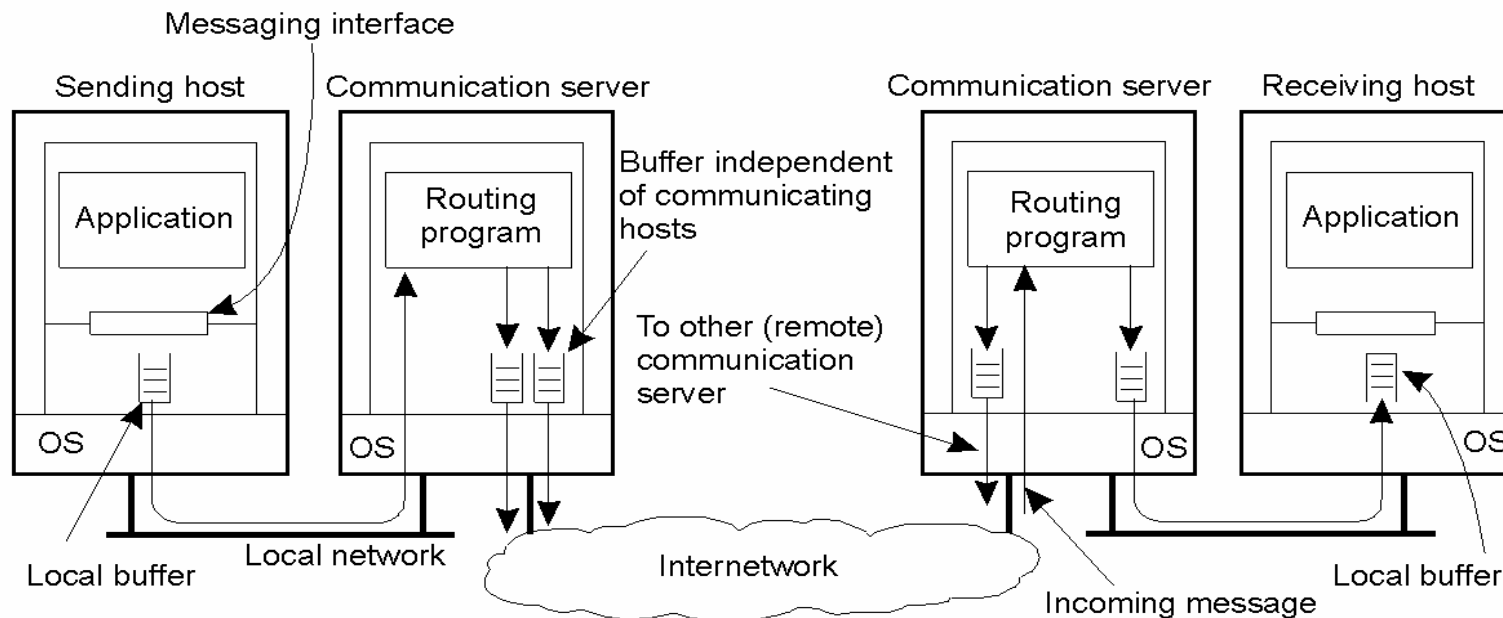 Messaging interface
Sending host
Communication server
Communication server
Receiving host
Buffer independent
of communicating
hosts
Application
Routing
program
Routing
program
Application
To other (remote)
communication
server
OS
OS
OS
OS
Local network
Local buffer
Internetwork
Incoming message
Local buffer